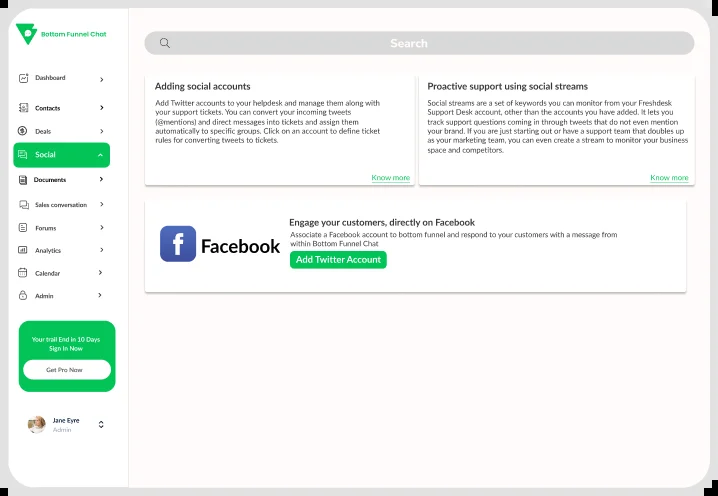 Bottom Funnel Chat
Dashboard
Contacts
Deals
Social
Documents
Sales conversation
Forums
Analytics
Calendar
Admin
Your trail End in 10 Days
Sign In Now
Get Pro Now
Jane Eyre
Admin
Search
Adding social accounts
Add Twitter accounts to your helpdesk and manage them along with
your support tickets. You can convert your incoming tweets
(@mentions) and direct messages into tickets and assign them
automatically to specific groups. Click on an account to define ticket
rules for converting tweets to tickets.
Know more
Proactive support using social streams
Social streams are a set of keywords you can monitor from your Freshdesk
Support Desk account, other than the accounts you have added. It lets you
track support questions coming in through tweets that do not even mention
your brand. If you are just starting out or have a support team that doubles up
as your marketing team, you can even create a stream to monitor your business
space and competitors.
Know more
Facebook
Engage your customers, directly on Facebook
Associate a Facebook account to bottom funnel and respond to your customers with a message from
within Bottom Funnel Chat
Add Twitter Account